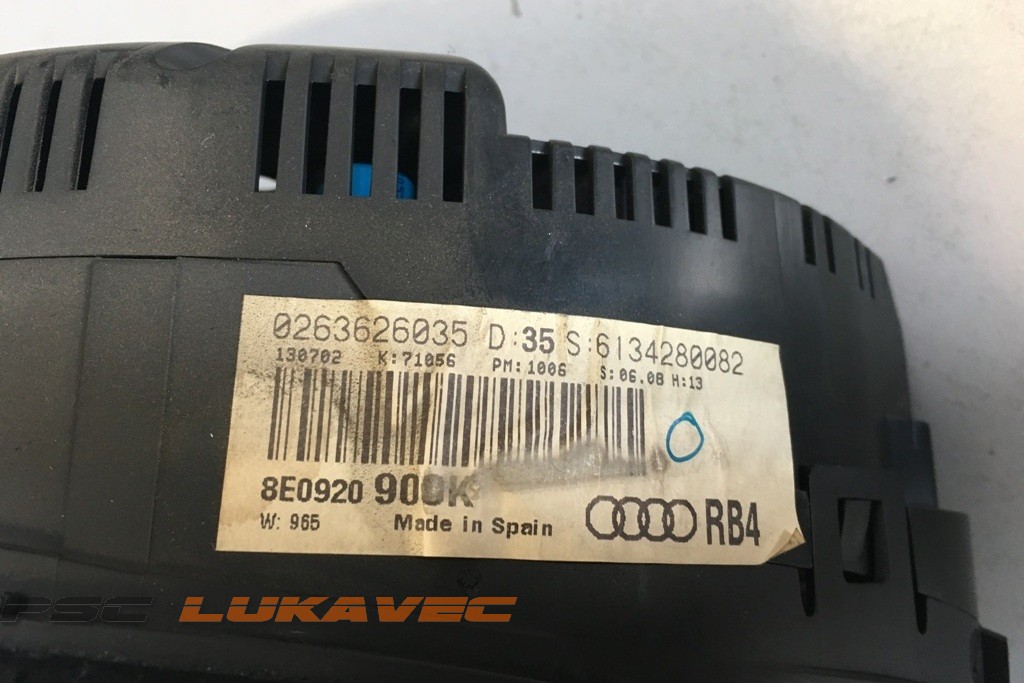 0263626035 D:35 S:6134280082
130702 K:71056 PM:1006 S:06.08 H:13
8E0920 900K
W: 965 Made in Spain RB4
PSC LUKAVEC